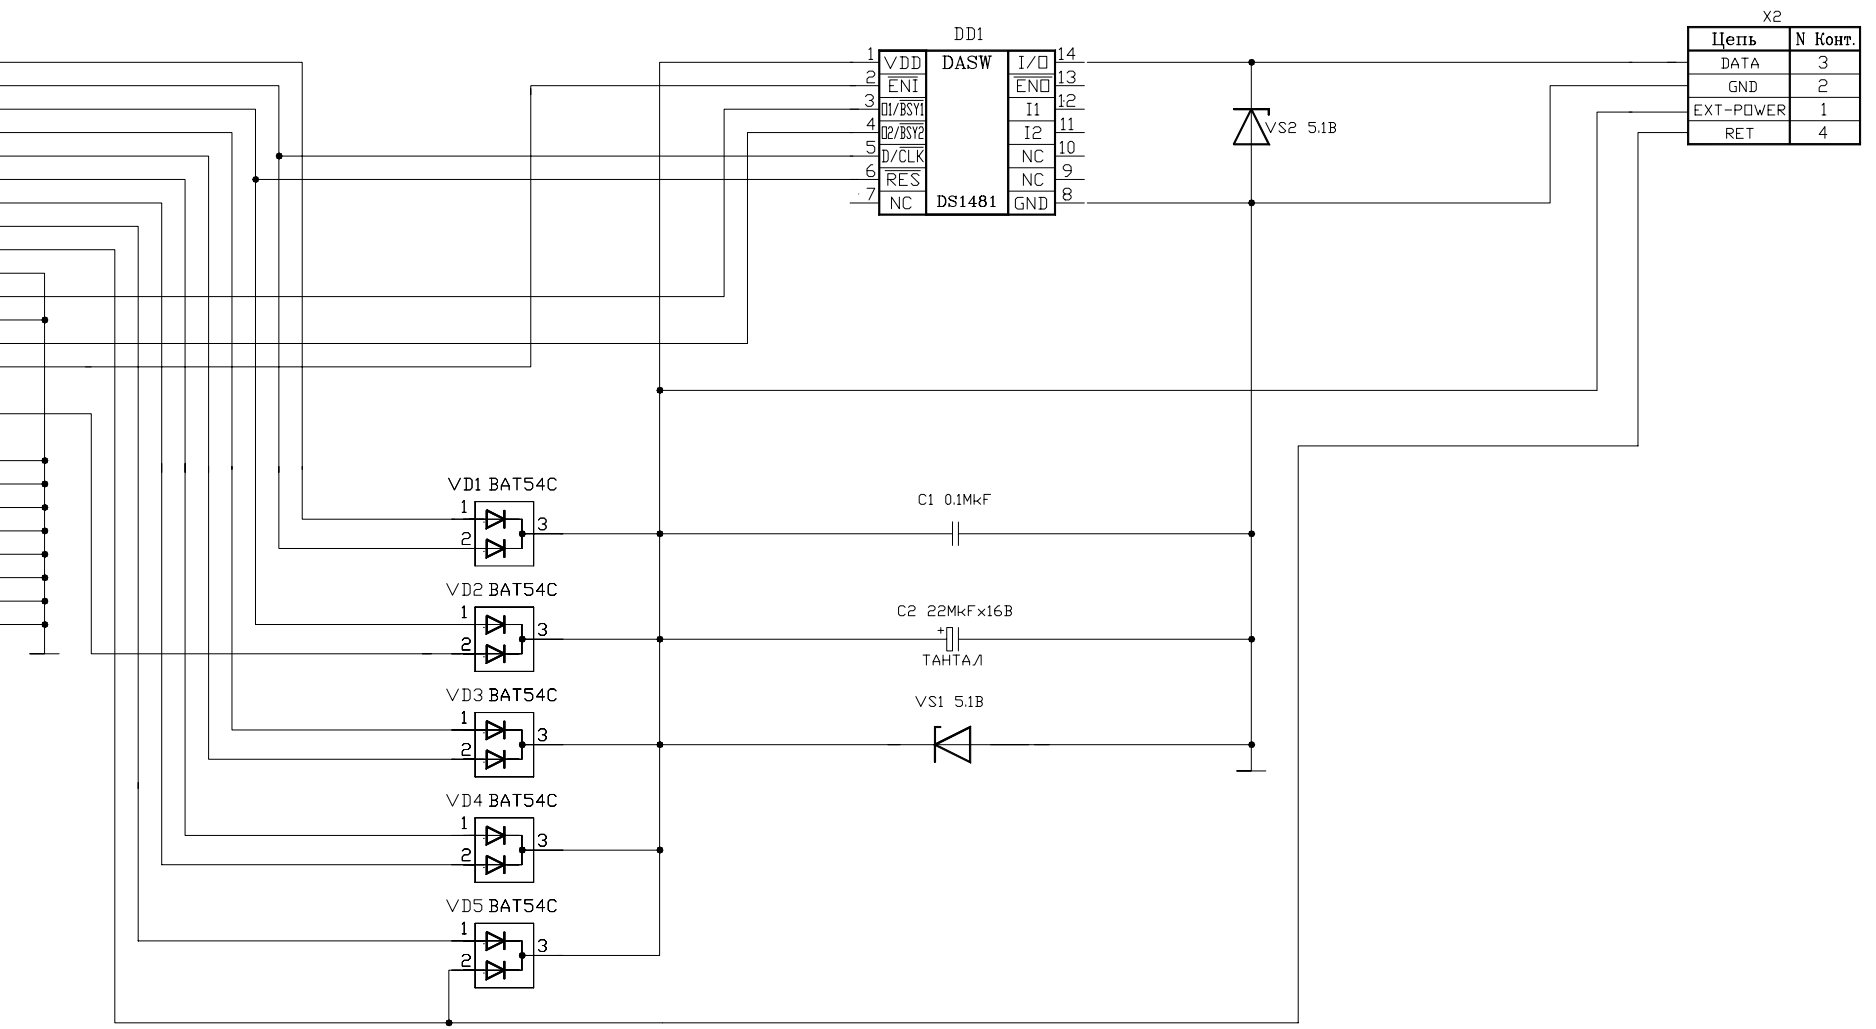 X2
Цепь N Конт.
DATA 3
GND 2
EXT-POWER 1
RET 4
DD1
1 VDD DASW I/O 14
2 ENI ENO 13
3 O1/BSY1 I1 12
4 O2/BSY2 I2 11
5 D/CLK NC 10
6 RES NC 9
7 NC DS1481 GND 8
VS2 5.1В
VD1 BAT54C
1
2
3
C1 0.1MkF
VD2 BAT54C
1
2
3
C2 22MkFx16В
+
ТАНТАЛ
VD3 BAT54C
1
2
3
VS1 5.1В
VD4 BAT54C
1
2
3
VD5 BAT54C
1
2
3